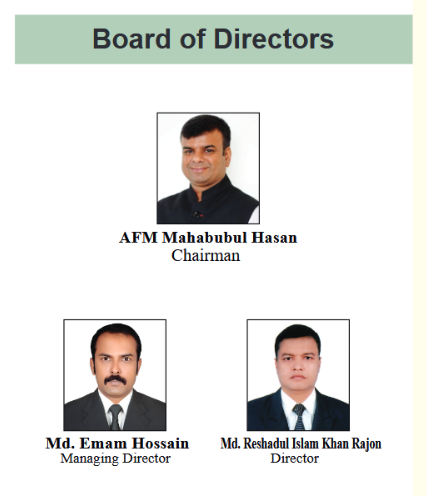 Board of Directors
AFM Mahabubul Hasan
Chairman
Md. Emam Hossain
Managing Director
Md. Reshadul Islam Khan Rajon
Director